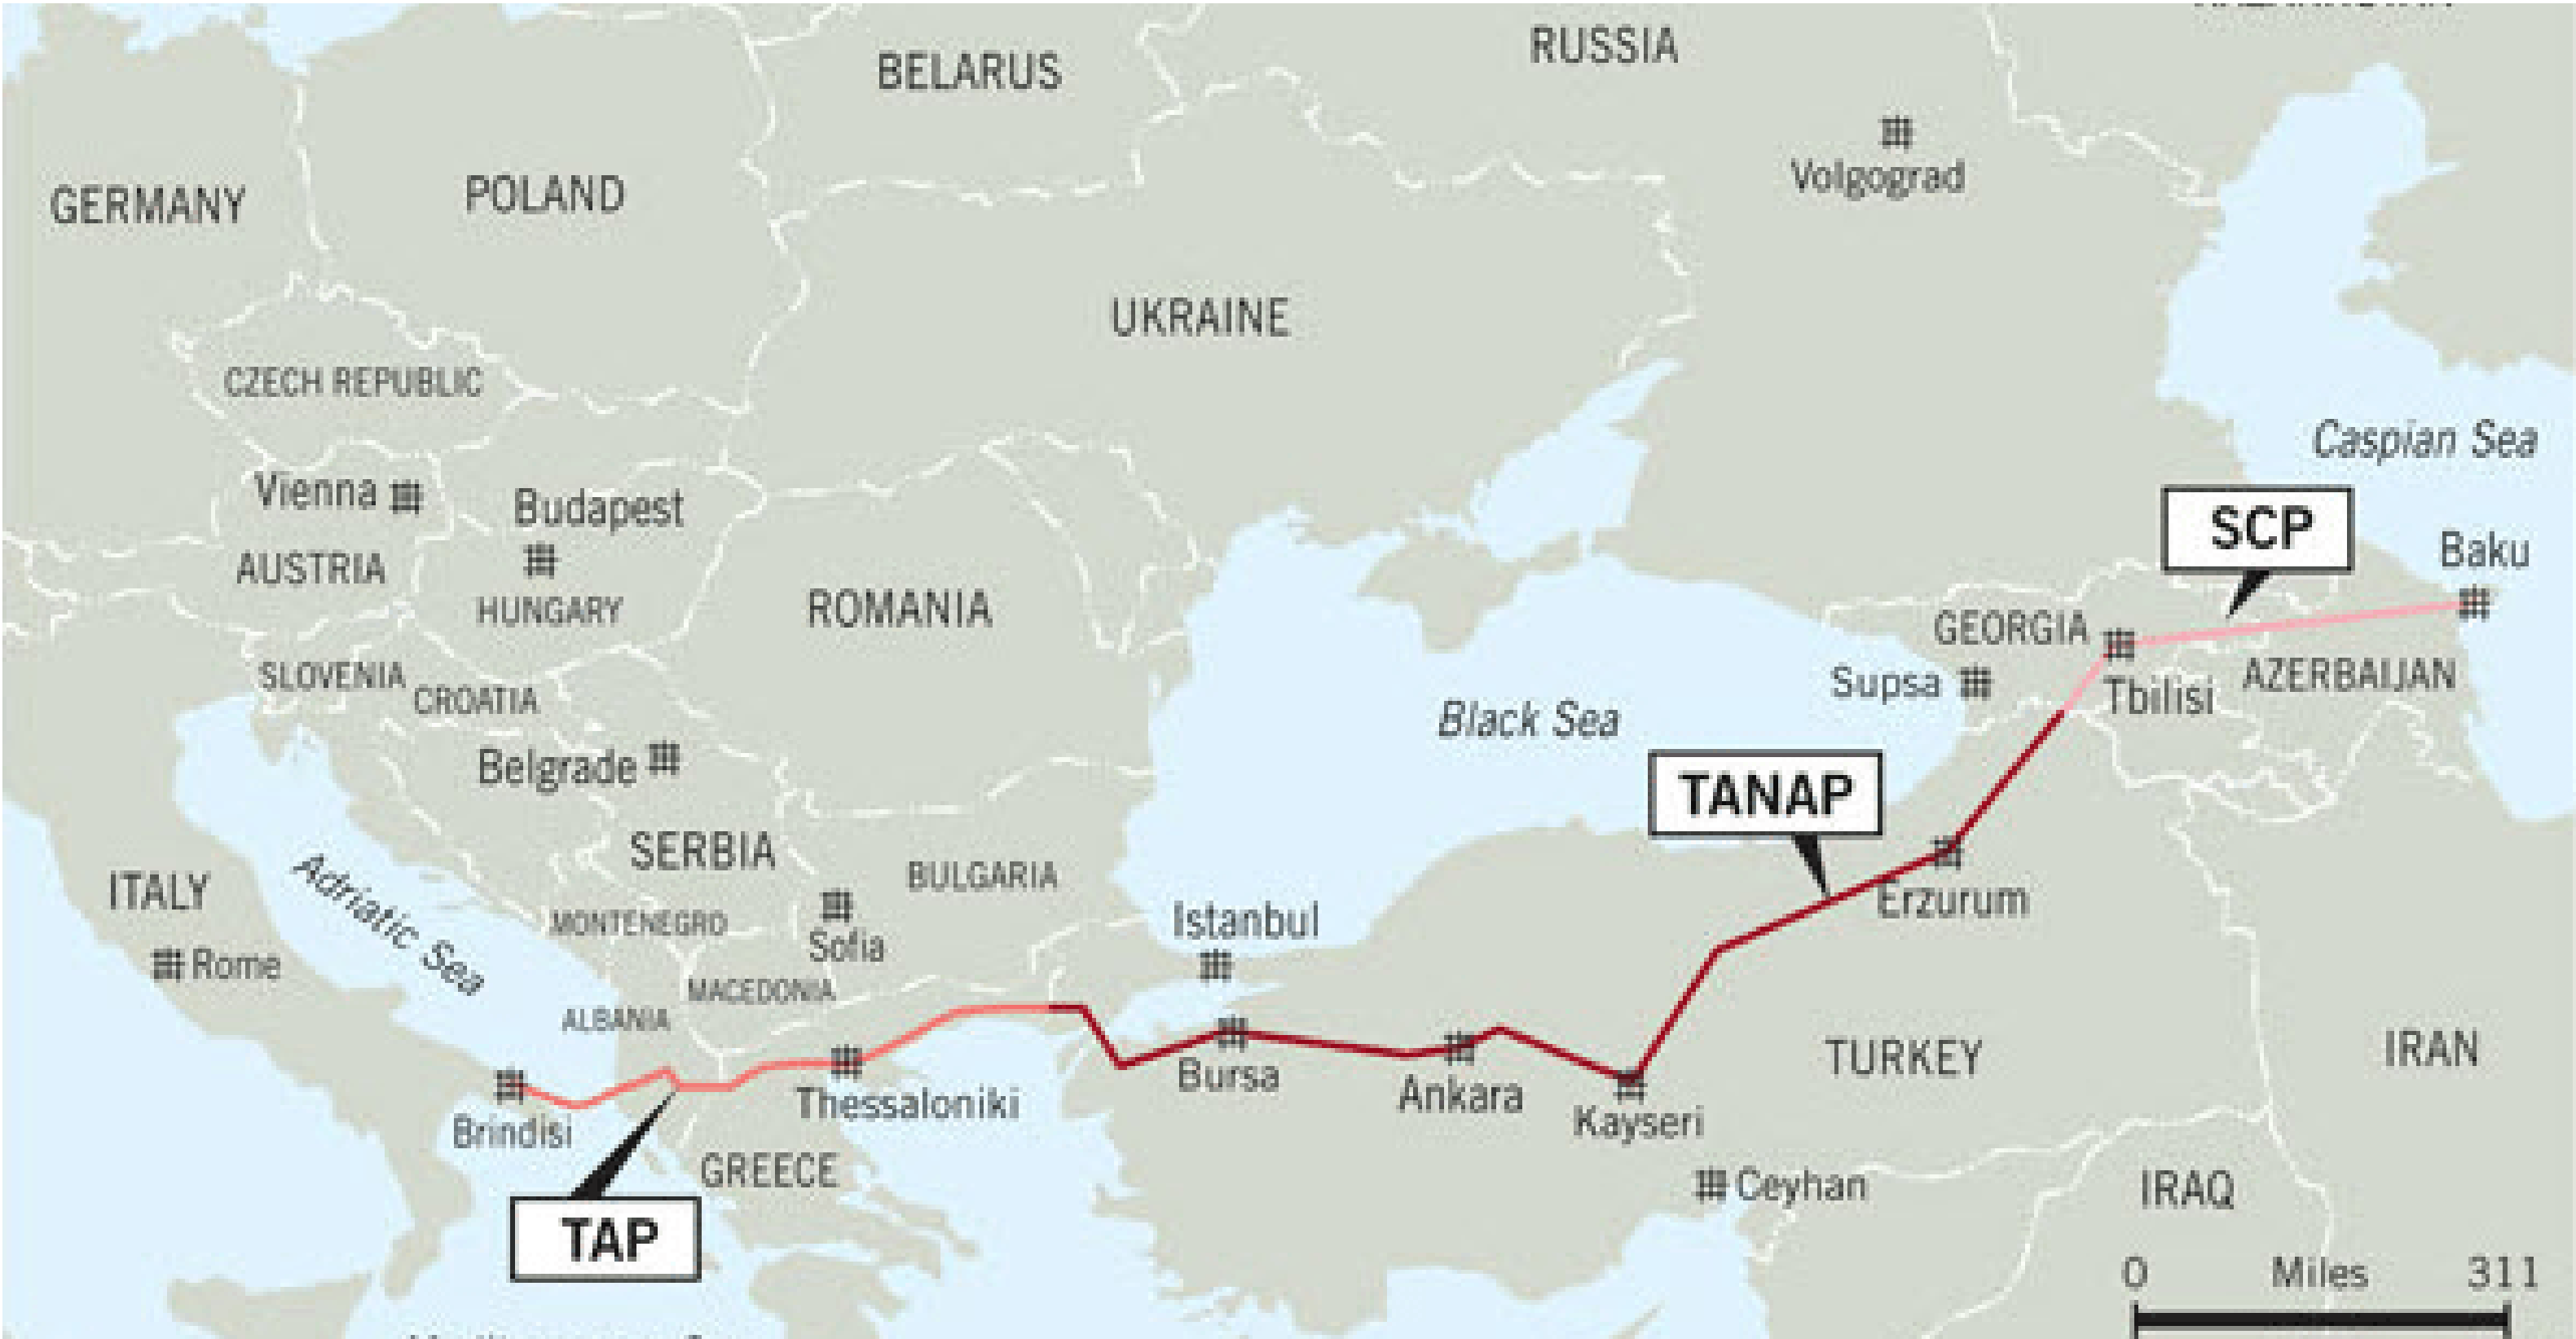 RUSSIA
BELARUS
Volgograd
GERMANY
POLAND
UKRAINE
CZECH REPUBLIC
Caspian Sea
Vienna
Budapest
SCP
Baku
AUSTRIA
HUNGARY
ROMANIA
GEORGIA
SLOVENIA
CROATIA
Supsa
Tbilisi
AZERBAIJAN
Black Sea
Belgrade
TANAP
SERBIA
BULGARIA
ITALY
Adriatic Sea
Erzurum
MONTENEGRO
Sofia
Istanbul
Rome
MACEDONIA
ALBANIA
TURKEY
IRAN
Bursa
Ankara
Thessaloniki
Kayseri
Brindisi
GREECE
Ceyhan
IRAQ
TAP
0 Miles 311